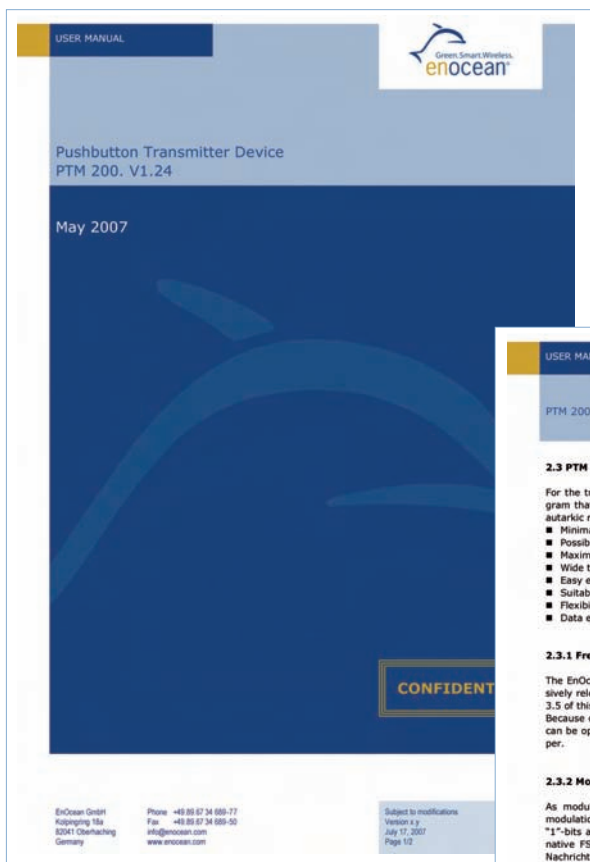 USER MANUAL
Green.Smart.Wireless.
enocean®
Pushbutton Transmitter Device
PTM 200. V1.24
May 2007
CONFIDENT
EnOcean GmbH
Kolpingring 18a
82041 Oberhaching
Germany
Phone +49.89.67 34 689-77
Fax +49.89.67 34 689-50
info@enocean.com
www.enocean.com
Subject to modifications
Version x.y
July 17, 2007
Page 1/2
USER MA
PTM 200
2.3 PTM
For the tr
gram tha
autarkic r
■ Minima
■ Possib
■ Maxim
■ Wide t
■ Easy e
■ Suitab
■ Flexibi
■ Data e
2.3.1 Fre
The EnOc
sively rel
3.5 of this
Because
can be op
per.
2.3.2 Mo
As modu
modulatio
"1"-bits a
native FS
Nachricht